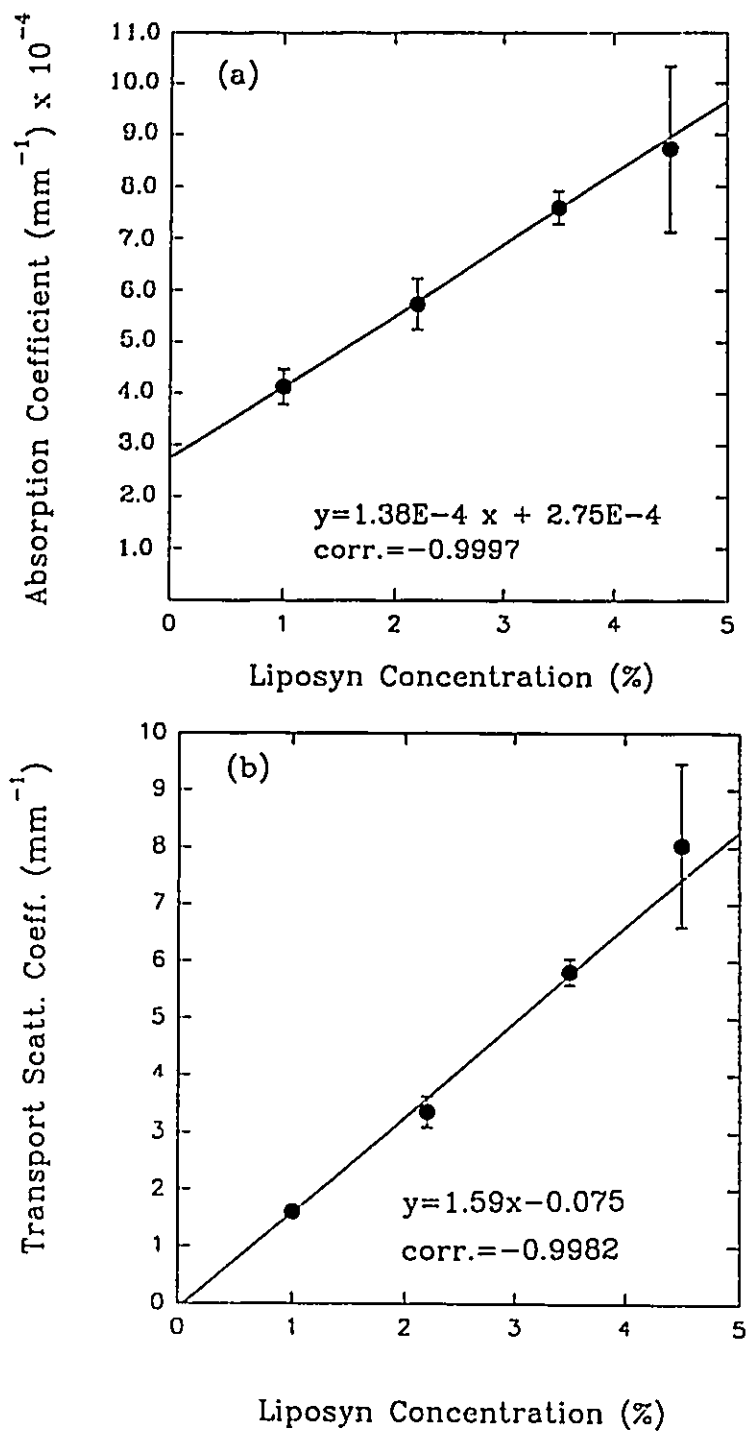 Absorption Coefficient (mm⁻¹) x 10⁻⁴
11.0
10.0
9.0
8.0
7.0
6.0
5.0
4.0
3.0
2.0
1.0
(a)
y=1.38E-4 x + 2.75E-4
corr.=-0.9997
0 1 2 3 4 5
Liposyn Concentration (%)
Transport Scatt. Coeff. (mm⁻¹)
10
9
8
7
6
5
4
3
2
1
0
(b)
y=1.59x-0.075
corr.=-0.9982
0 1 2 3 4 5
Liposyn Concentration (%)